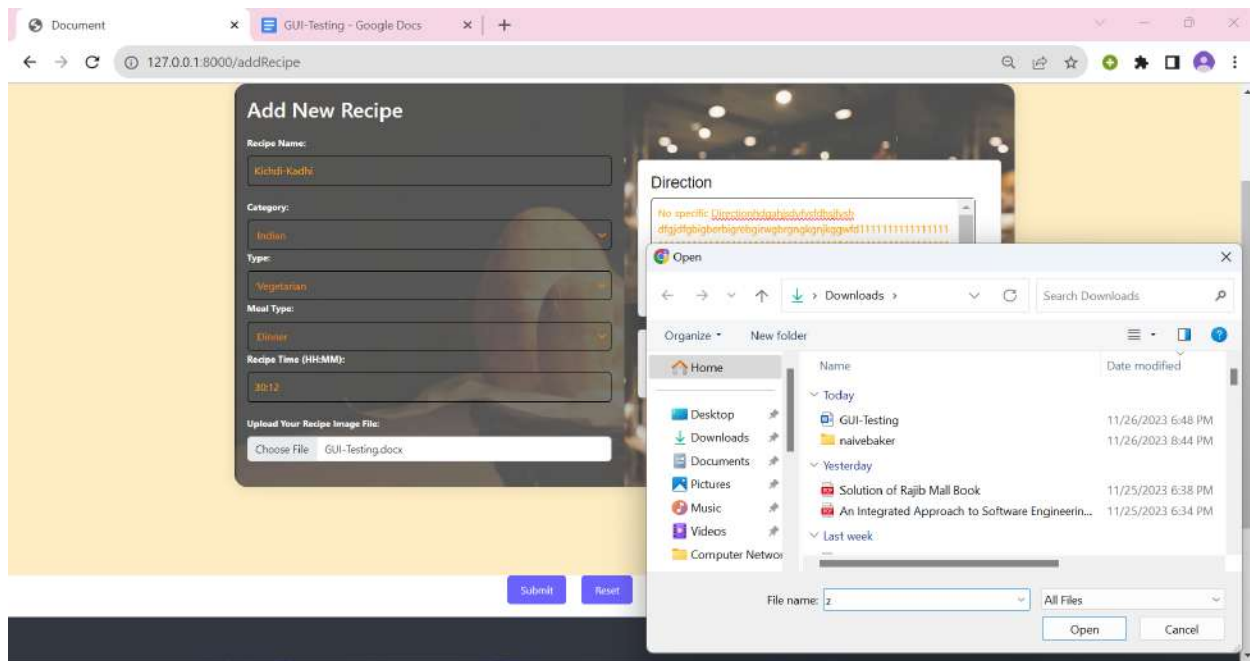 Document
GUI-Testing - Google Docs
127.0.0.1:8000/addRecipe
Add New Recipe
Recipe Name:
Kichdi-Kadhi
Category:
Indian
Type:
Vegetarian
Meal Type:
Dinner
Recipe Time (HH:MM):
30:12
Upload Your Recipe Image File:
Choose File GUI-Testing.docx
Direction
No specific
Submit
Reset
Open
Downloads
Search Downloads
Organize
New folder
Home
Desktop
Downloads
Documents
Pictures
Music
Videos
Computer Networ
Name
Date modified
Today
GUI-Testing 11/26/2023 6:48 PM
naivebaker 11/26/2023 8:44 PM
Yesterday
Solution of Rajib Mall Book 11/25/2023 6:38 PM
An Integrated Approach to Software Engineerin... 11/25/2023 6:34 PM
Last week
File name: z
All Files
Open
Cancel